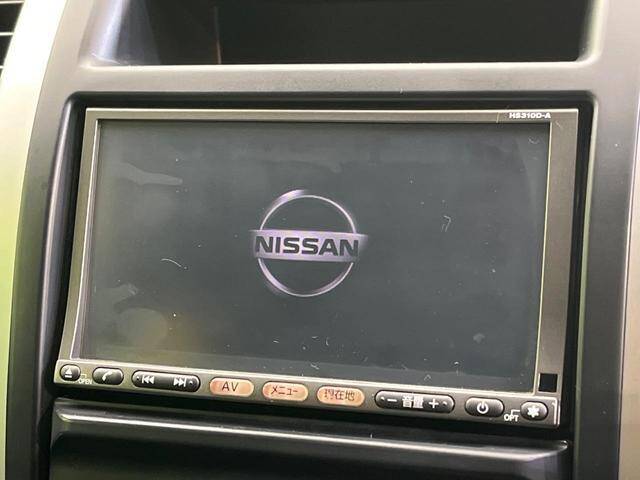 HS310D-A
NISSAN
OPEN AV メニュー 現在地 － 音量 ＋ OPT